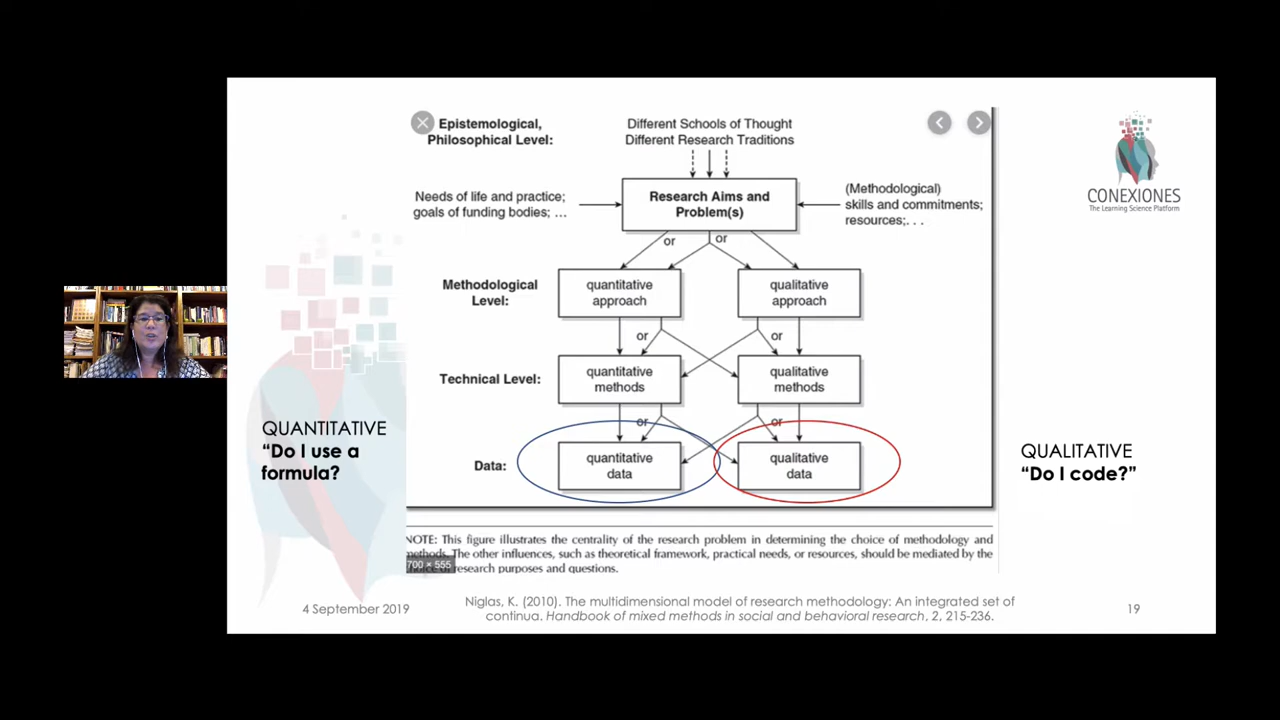 Epistemological,
Philosophical Level:
Different Schools of Thought
Different Research Traditions
Needs of life and practice;
goals of funding bodies; …
Research Aims and
Problem(s)
(Methodological)
skills and commitments;
resources;. . .
CONEXIONES
The Learning Science Platform
or
or
Methodological
Level:
quantitative
approach
qualitative
approach
or
or
Technical Level:
quantitative
methods
qualitative
methods
or
or
Data:
quantitative
data
qualitative
data
QUANTITATIVE
“Do I use a
formula?
QUALITATIVE
“Do I code?”
NOTE: This figure illustrates the centrality of the research problem in determining the choice of methodology and
methods. The other influences, such as theoretical framework, practical needs, or resources, should be mediated by the
research purposes and questions.
700 × 555
4 September 2019
Niglas, K. (2010). The multidimensional model of research methodology: An integrated set of
continua. Handbook of mixed methods in social and behavioral research, 2, 215-236.
19